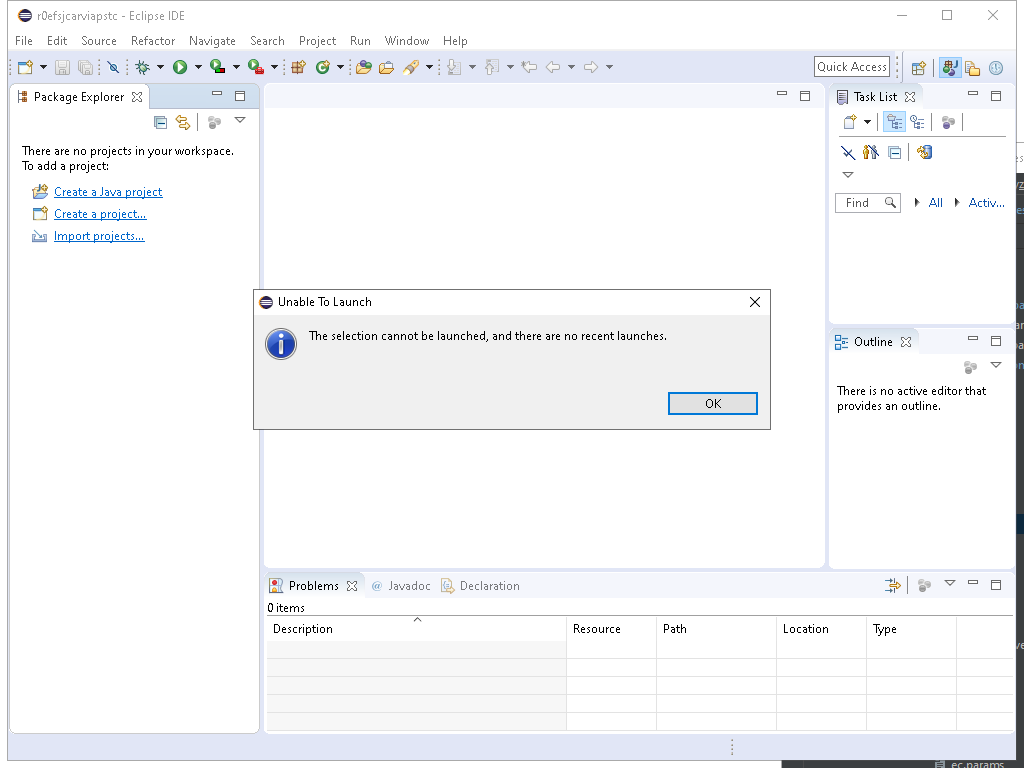 r0efsjcarviapstc - Eclipse IDE
File Edit Source Refactor Navigate Search Project Run Window Help
Quick Access
Package Explorer
There are no projects in your workspace.
To add a project:
Create a Java project
Create a project...
Import projects...
Task List
Find
All
Activ...
Unable To Launch
The selection cannot be launched, and there are no recent launches.
OK
Outline
There is no active editor that
provides an outline.
Problems
@ Javadoc
Declaration
0 items
Description Resource Path Location Type
ec.params